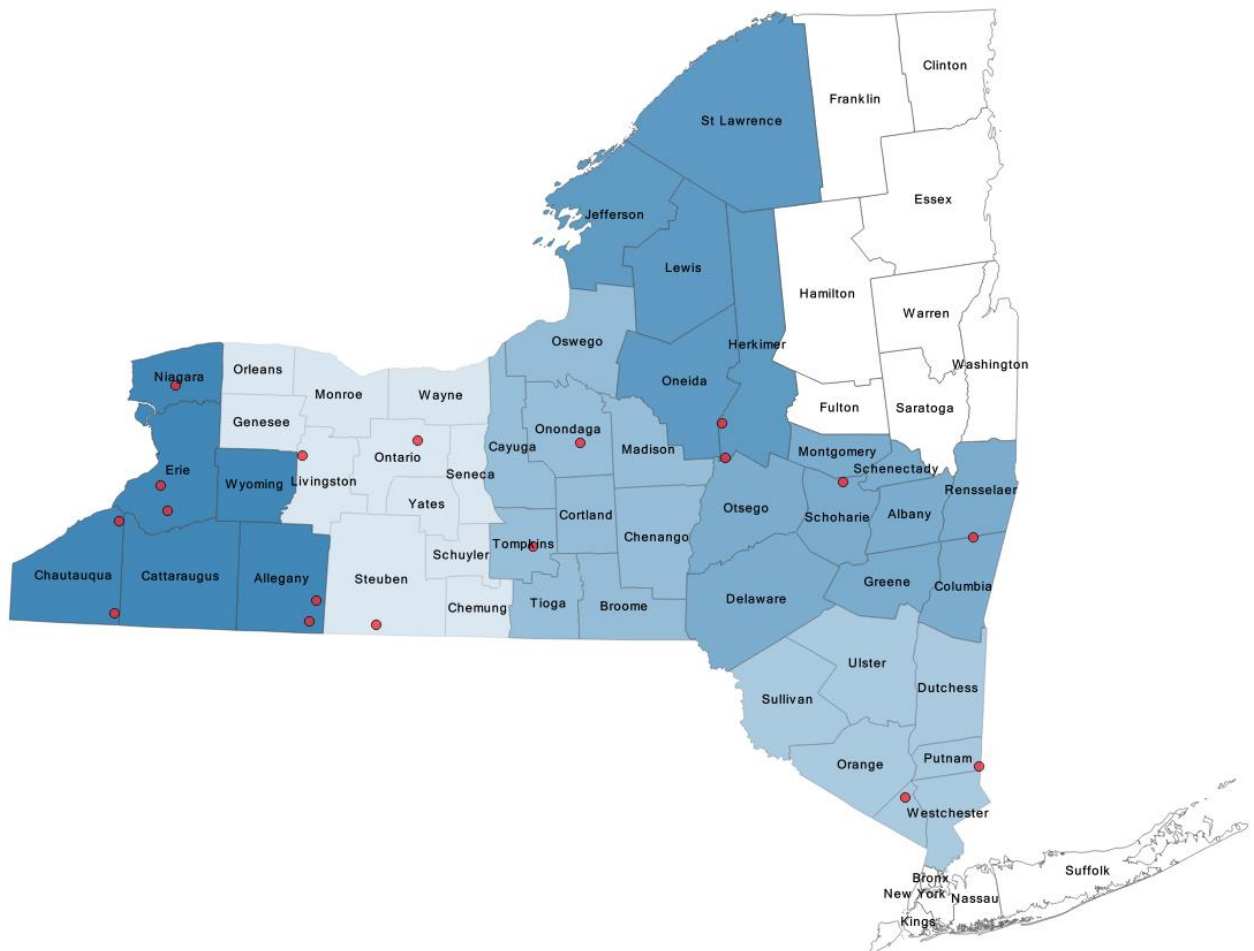 Clinton
Franklin
St Lawrence
Essex
Jefferson
Lewis
Hamilton
Warren
Oswego
Herkimer
Washington
Niagara
Orleans
Oneida
Monroe
Wayne
Fulton
Saratoga
Genesee
Onondaga
Cayuga
Madison
Montgomery
Ontario
Erie
Seneca
Schenectady
Wyoming
Livingston
Rensselaer
Yates
Otsego
Cortland
Schoharie
Albany
Chenango
Tompkins
Schuyler
Chautauqua
Cattaraugus
Allegany
Steuben
Greene
Columbia
Delaware
Tioga
Broome
Chemung
Ulster
Dutchess
Sullivan
Putnam
Orange
Westchester
Suffolk
Bronx
New York
Nassau
Kings